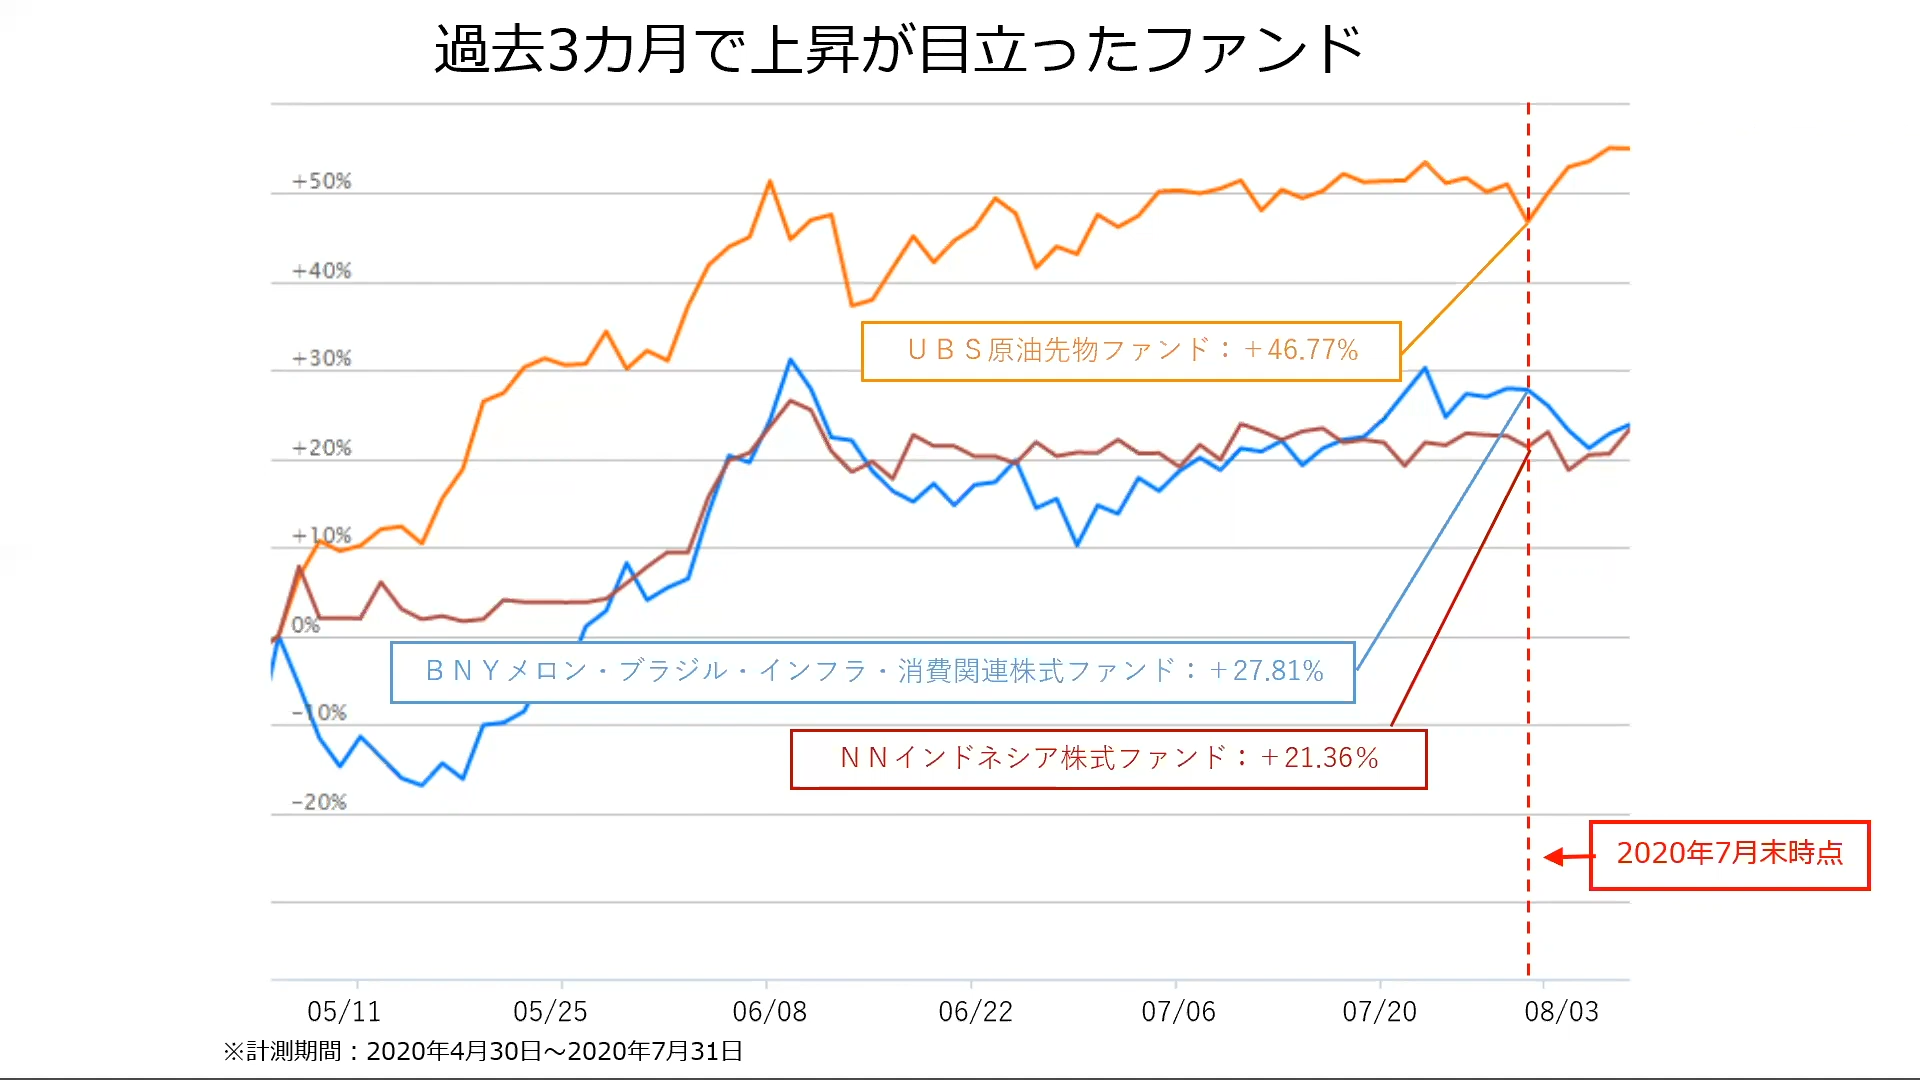 過去3カ月で上昇が目立ったファンド
+50%
+40%
+30%
+20%
+10%
0%
-10%
-20%
ＵＢＳ原油先物ファンド：＋46.77%
ＢＮＹメロン・ブラジル・インフラ・消費関連株式ファンド：＋27.81%
ＮＮインドネシア株式ファンド：＋21.36%
2020年7月末時点
05/11 05/25 06/08 06/22 07/06 07/20 08/03
※計測期間：2020年4月30日～2020年7月31日